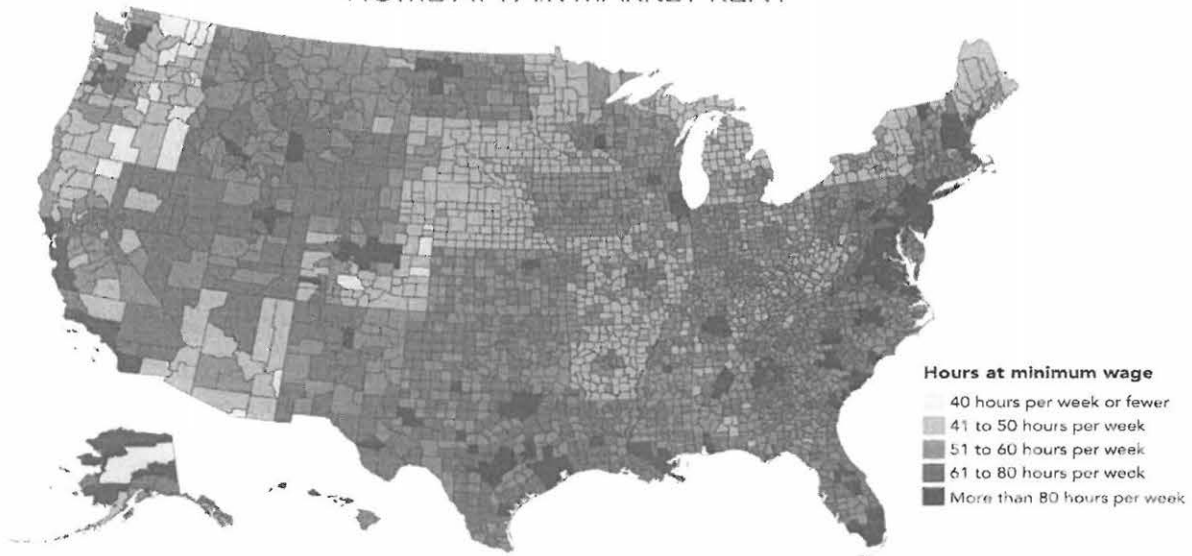 Hours at minimum wage
40 hours per week or fewer
41 to 50 hours per week
51 to 60 hours per week
61 to 80 hours per week
More than 80 hours per week